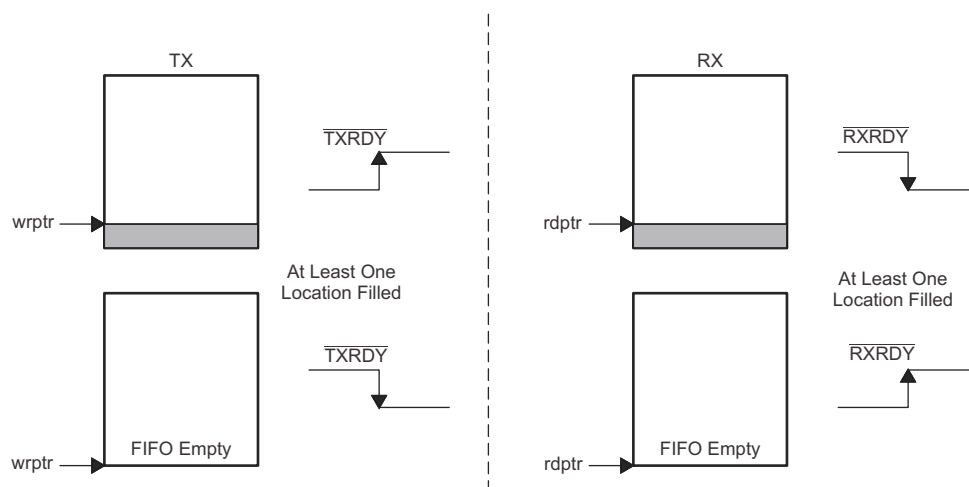 TX
TXRDY
wrptr
At Least One
Location Filled
TXRDY
FIFO Empty
wrptr
RX
RXRDY
rdptr
At Least One
Location Filled
RXRDY
FIFO Empty
rdptr